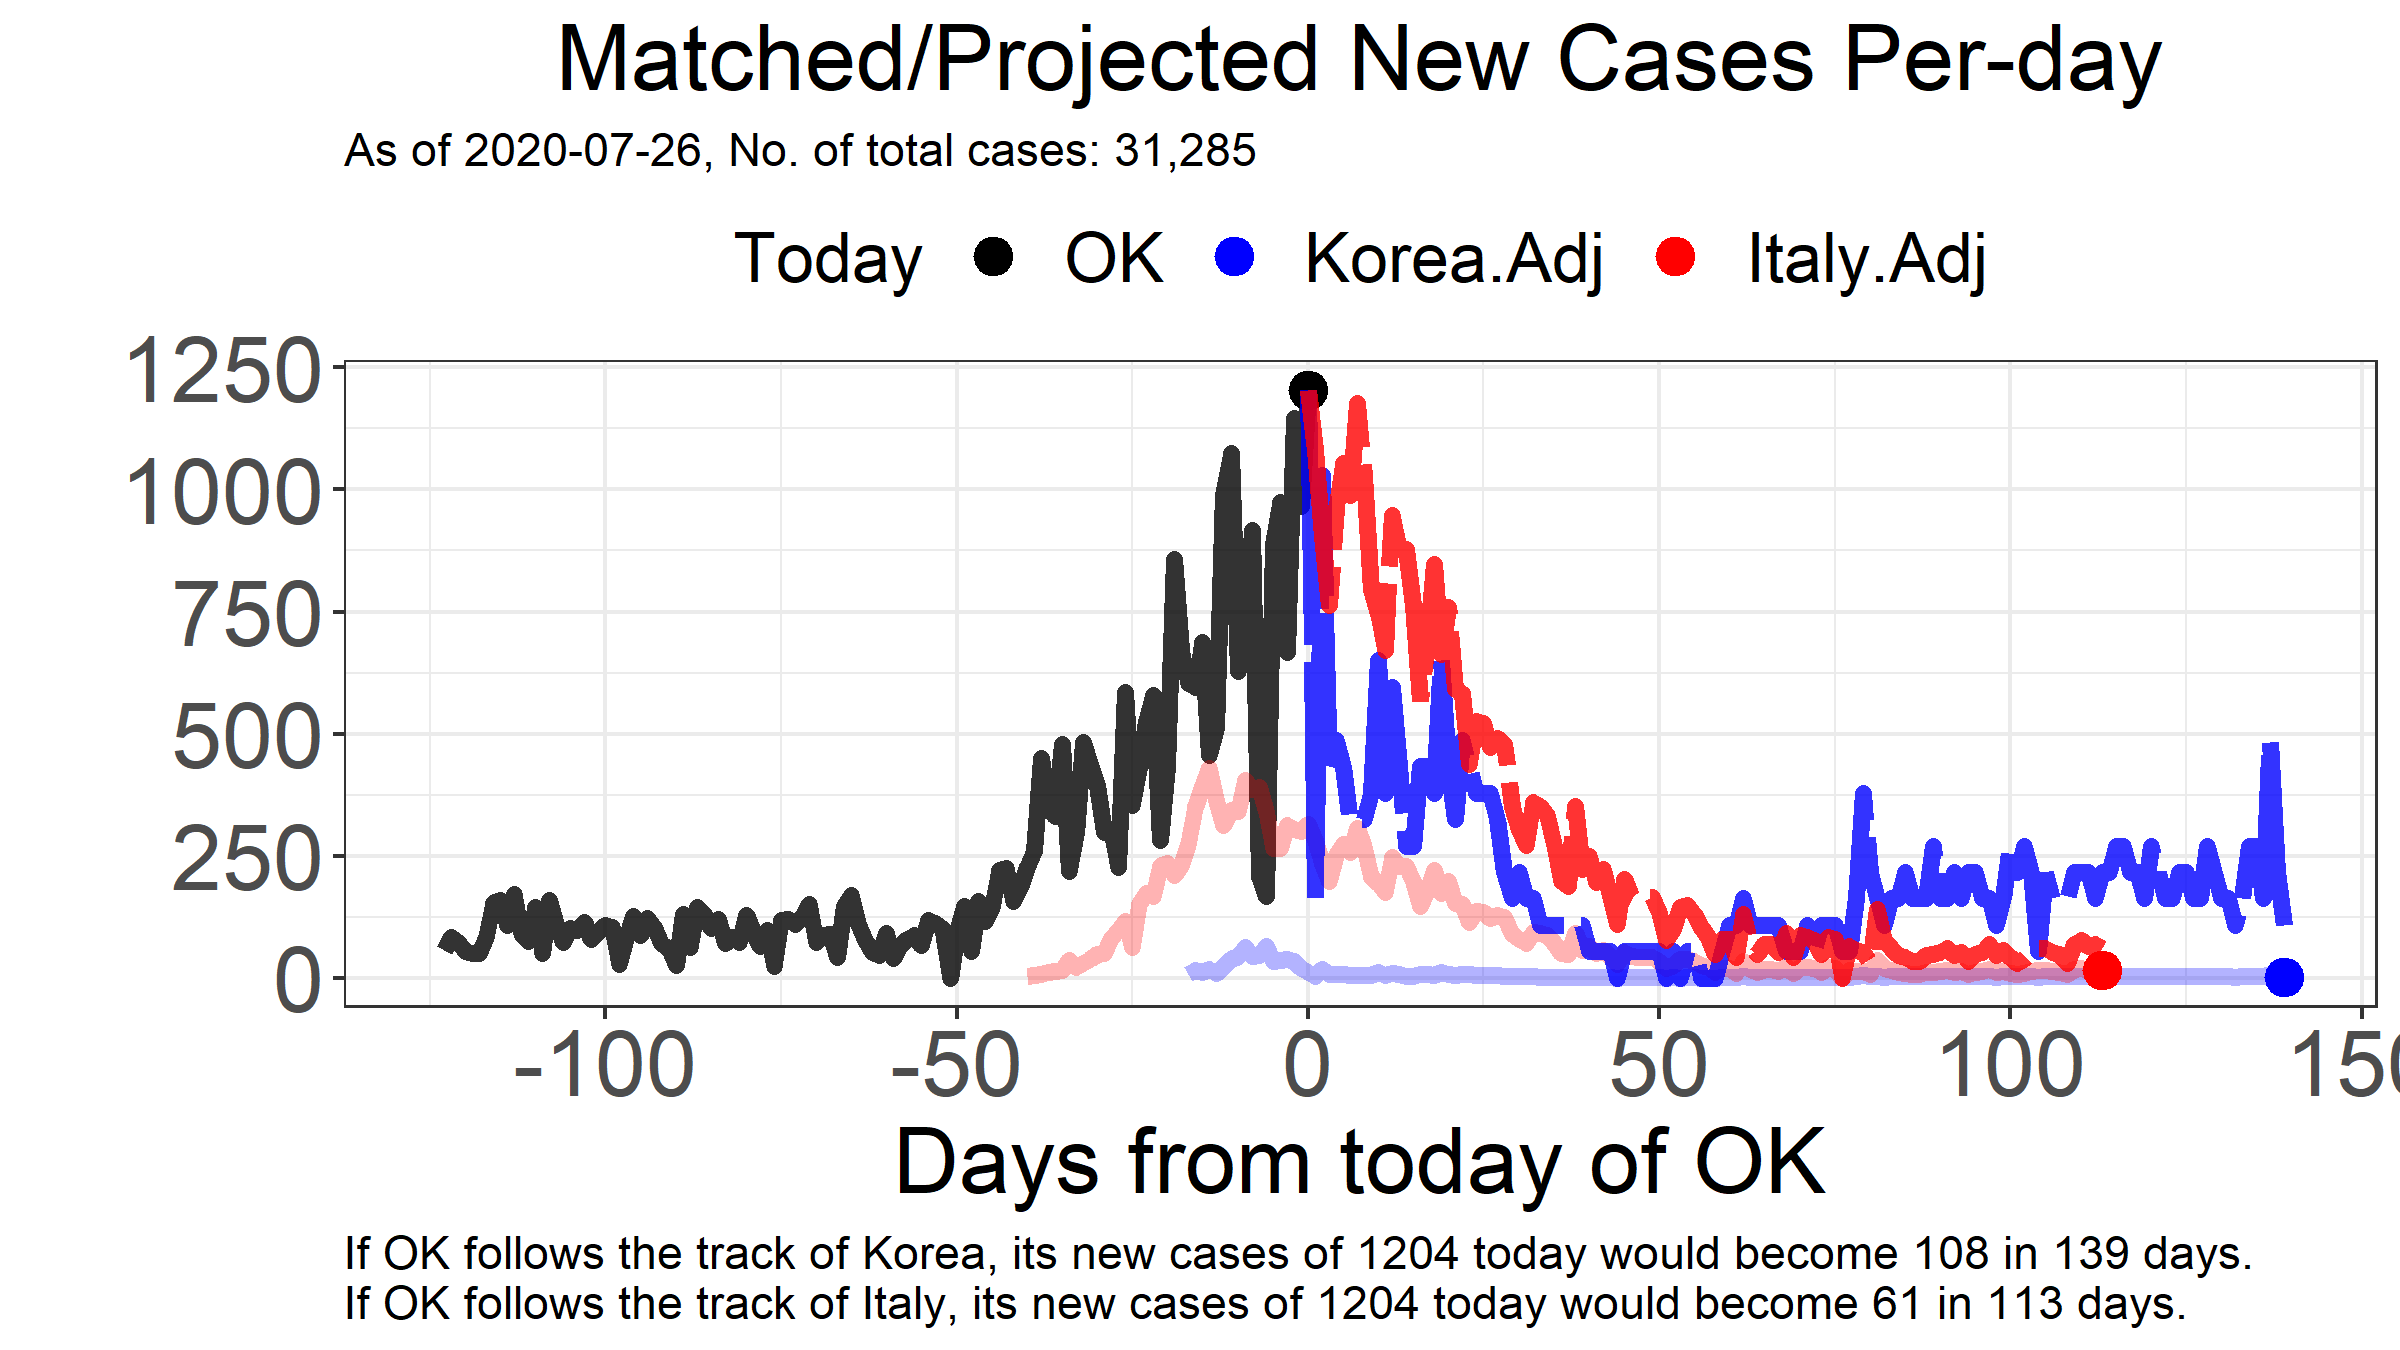 Matched/Projected New Cases Per-day
As of 2020-07-26, No. of total cases: 31,285
Today OK Korea.Adj Italy.Adj
1250
1000
750
500
250
0
-100 -50 0 50 100 150
Days from today of OK
If OK follows the track of Korea, its new cases of 1204 today would become 108 in 139 days.
If OK follows the track of Italy, its new cases of 1204 today would become 61 in 113 days.